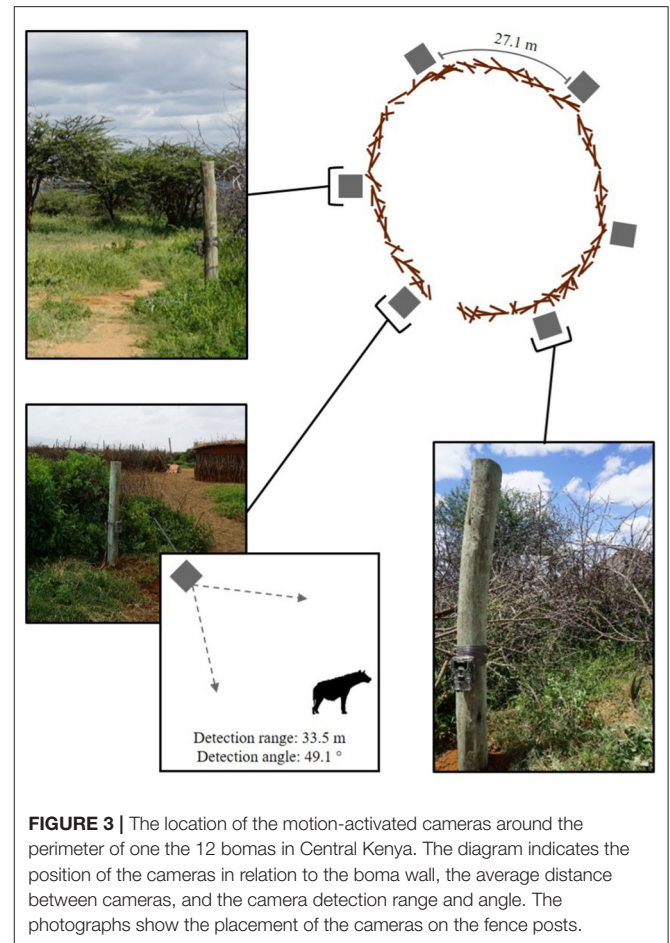 27.1 m
Detection range: 33.5 m
Detection angle: 49.1 °
FIGURE 3 | The location of the motion-activated cameras around the
perimeter of one the 12 bomas in Central Kenya. The diagram indicates the
position of the cameras in relation to the boma wall, the average distance
between cameras, and the camera detection range and angle. The
photographs show the placement of the cameras on the fence posts.